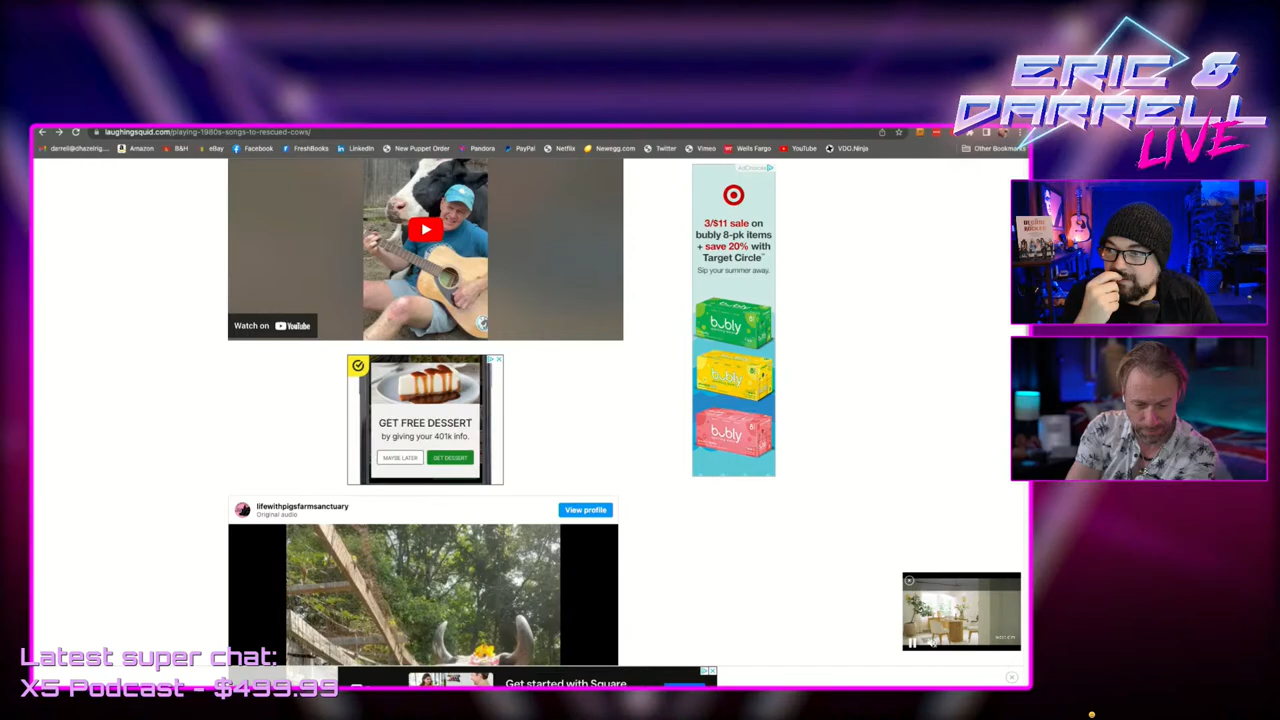 ERIC &
DARRELL
LIVE
laughingsquid.com/playing-1980s-songs-to-rescued-cows/
darrell@dhazelrig... Amazon B&H eBay Facebook FreshBooks LinkedIn New Puppet Order Pandora PayPal Netflix Newegg.com Vimeo Twitter Wells Fargo YouTube VDO.Ninja Other Bookmarks
Watch on YouTube
AdChoices
3/$11 sale on
bubly 8-pk items
+ save 20% with
Target Circle™
Sip your summer away.
bubly
bubly
bubly
GET FREE DESSERT
by giving your 401k info.
MAYBE LATER
GET DESSERT
lifewithpigsfarmsanctuary
Original audio
View profile
Get started with Square
Latest super chat:
X5 Podcast - $499.99